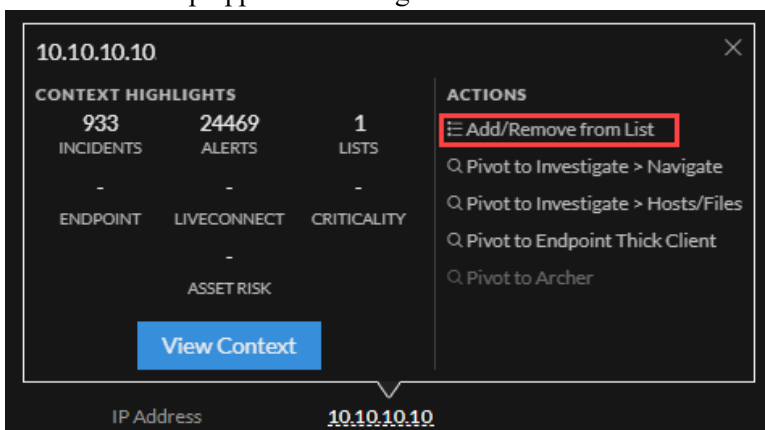 10.10.10.10
CONTEXT HIGHLIGHTS
933 24469 1
INCIDENTS ALERTS LISTS
- - -
ENDPOINT LIVECONNECT CRITICALITY
-
ASSET RISK
View Context
ACTIONS
Add/Remove from List
Pivot to Investigate > Navigate
Pivot to Investigate > Hosts/Files
Pivot to Endpoint Thick Client
Pivot to Archer
IP Address 10.10.10.10